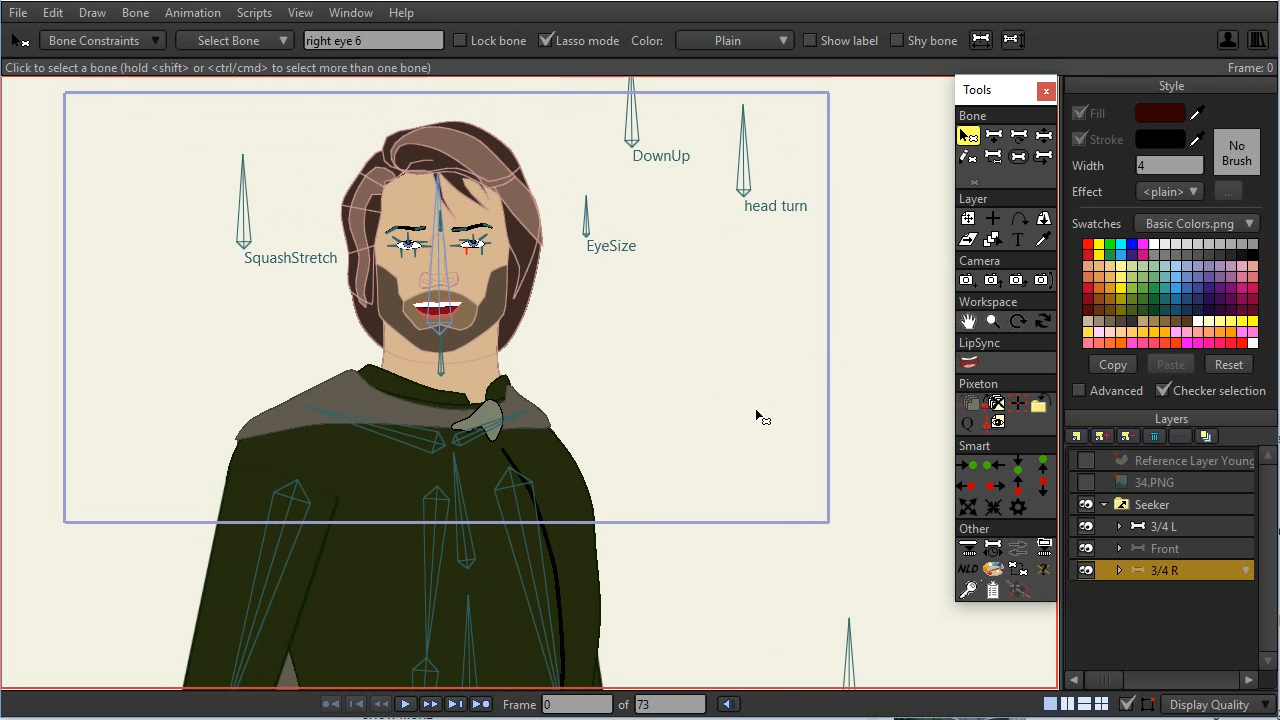 File Edit Draw Bone Animation Scripts View Window Help
Bone Constraints Select Bone right eye 6 Lock bone Lasso mode Color: Plain Show label Shy bone
Click to select a bone (hold <shift> or <ctrl/cmd> to select more than one bone) Frame: 0
Tools x
Bone
Layer
T
Camera
Workspace
LipSync
Pixeton
Q
Smart
Other
NLD
DownUp
head turn
EyeSize
SquashStretch
Style
Fill
Stroke
No
Brush
Width 4
Effect <plain> ...
Swatches Basic Colors.png
Copy Paste Reset
Advanced Checker selection
Layers
Reference Layer Young
34.PNG
Seeker
3/4 L
Front
3/4 R
Frame 0 of 73 Display Quality